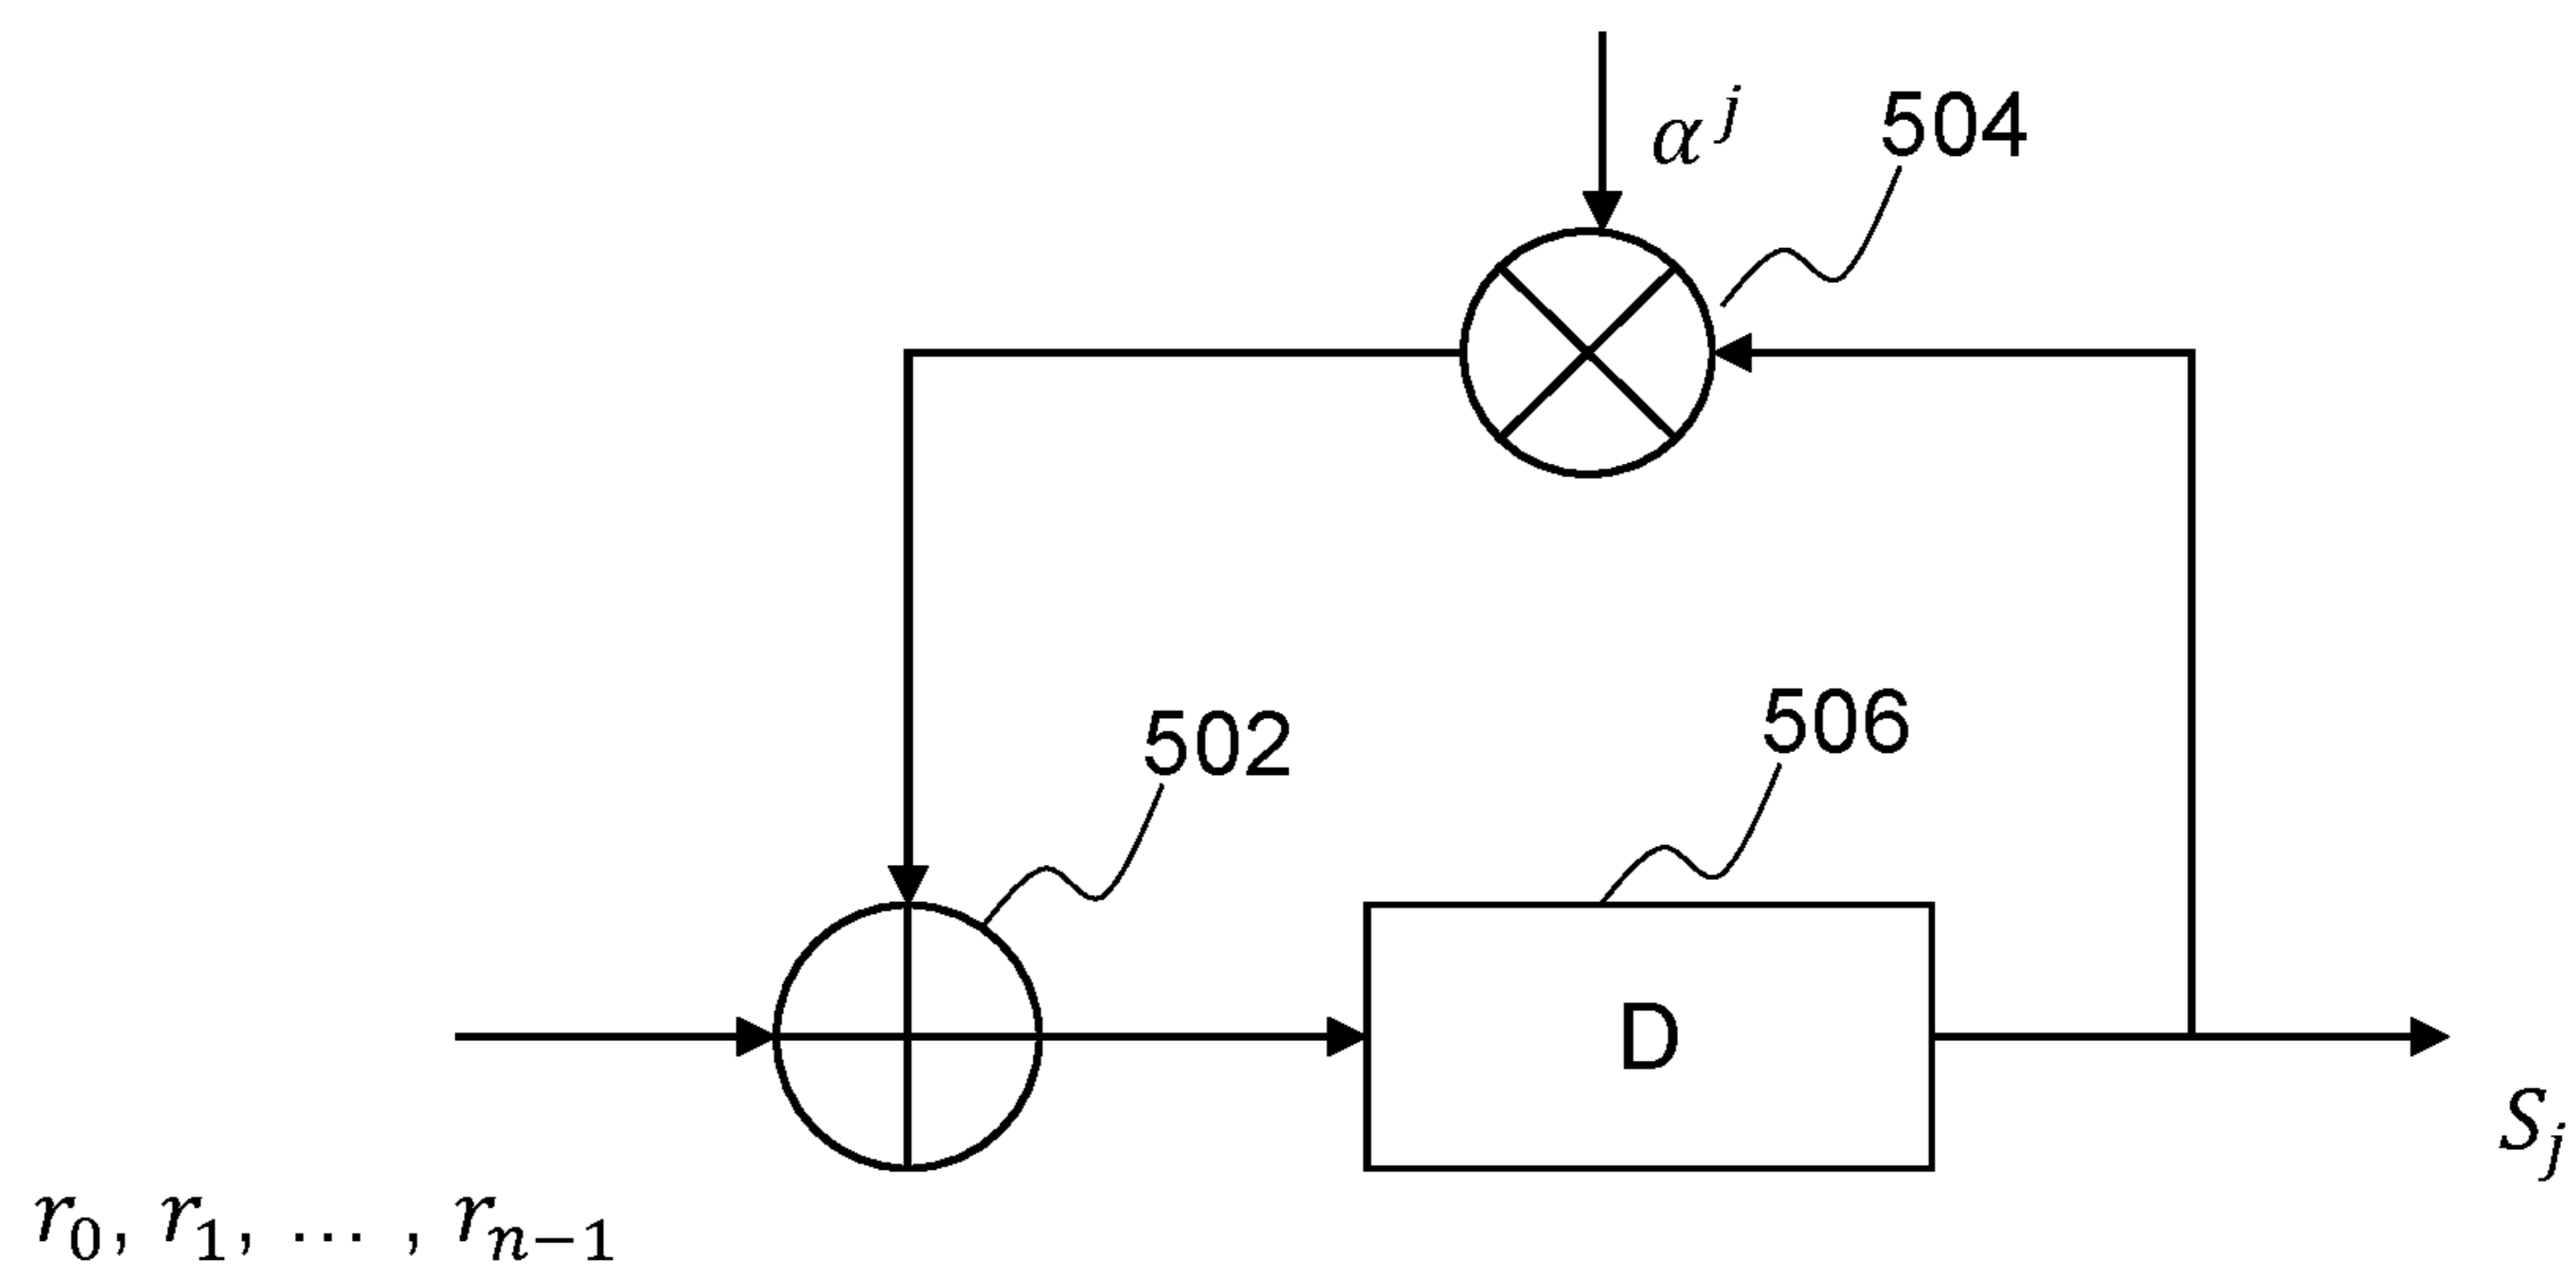 α^j
504
502
506
D
S_j
r_0, r_1, … , r_{n−1}